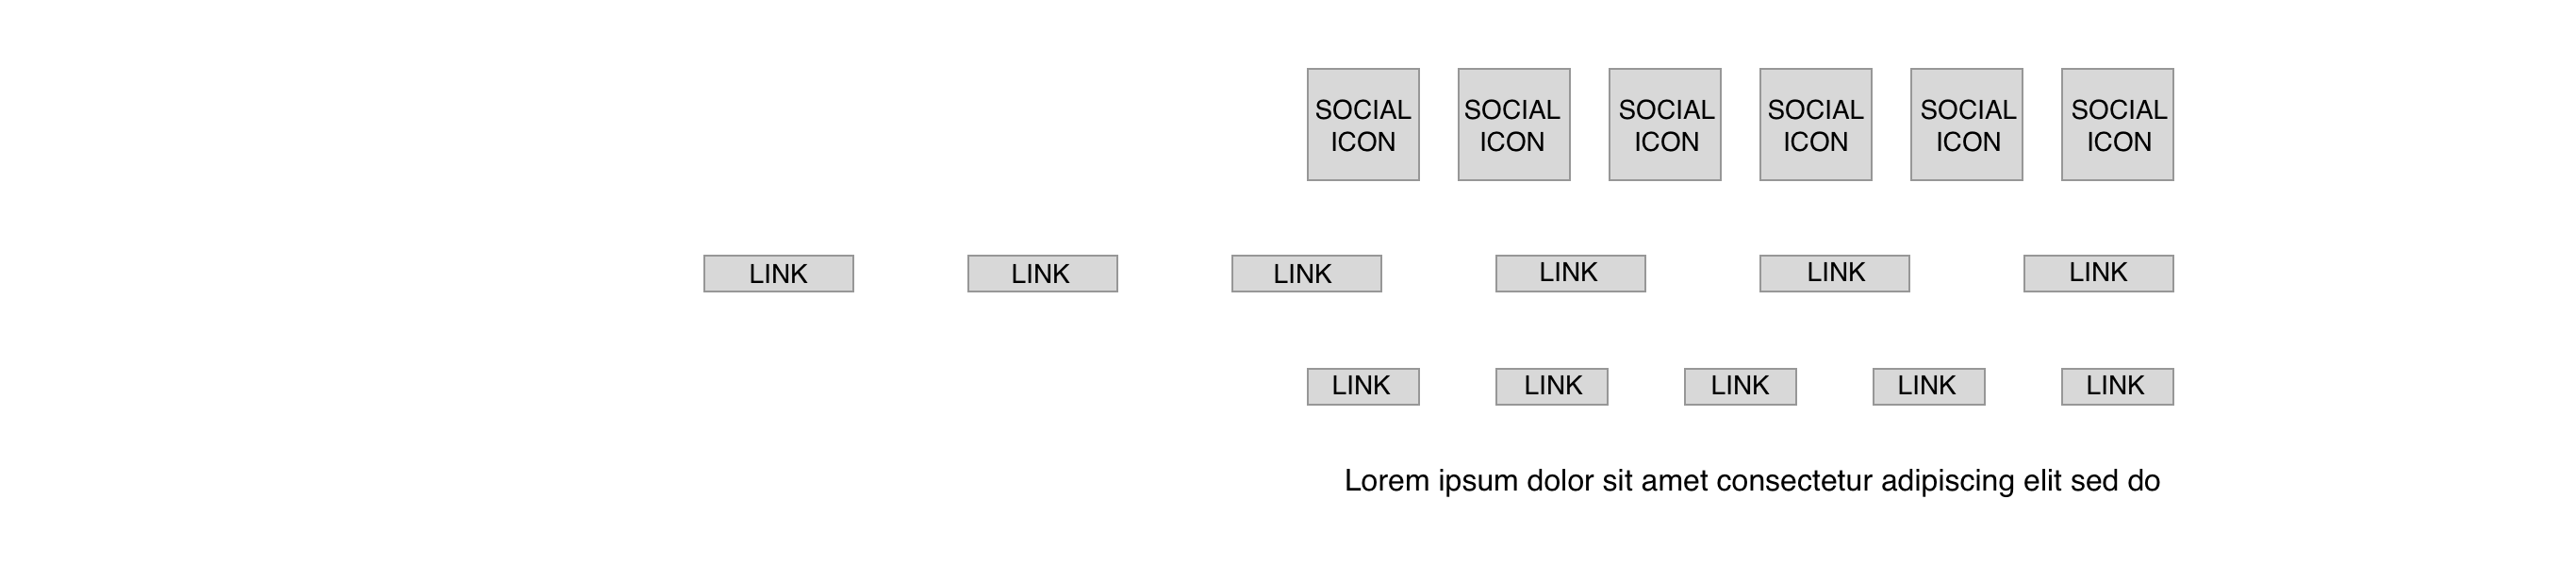 SOCIAL ICON SOCIAL ICON SOCIAL ICON SOCIAL ICON SOCIAL ICON SOCIAL ICON
LINK LINK LINK LINK LINK LINK
LINK LINK LINK LINK LINK
Lorem ipsum dolor sit amet consectetur adipiscing elit sed do